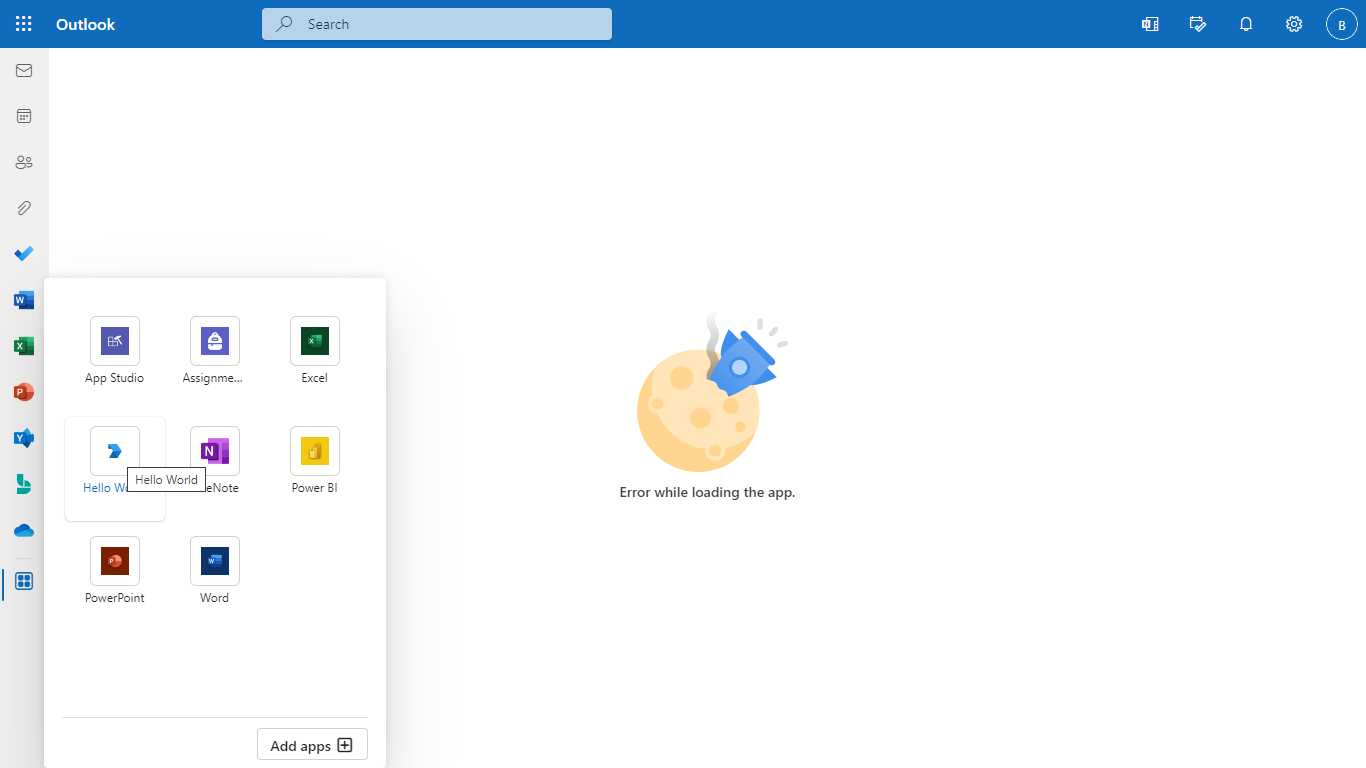 Outlook
Search
B
App Studio
Assignme...
Excel
Hello Wo
Hello World
eNote
Power BI
PowerPoint
Word
Add apps
Error while loading the app.